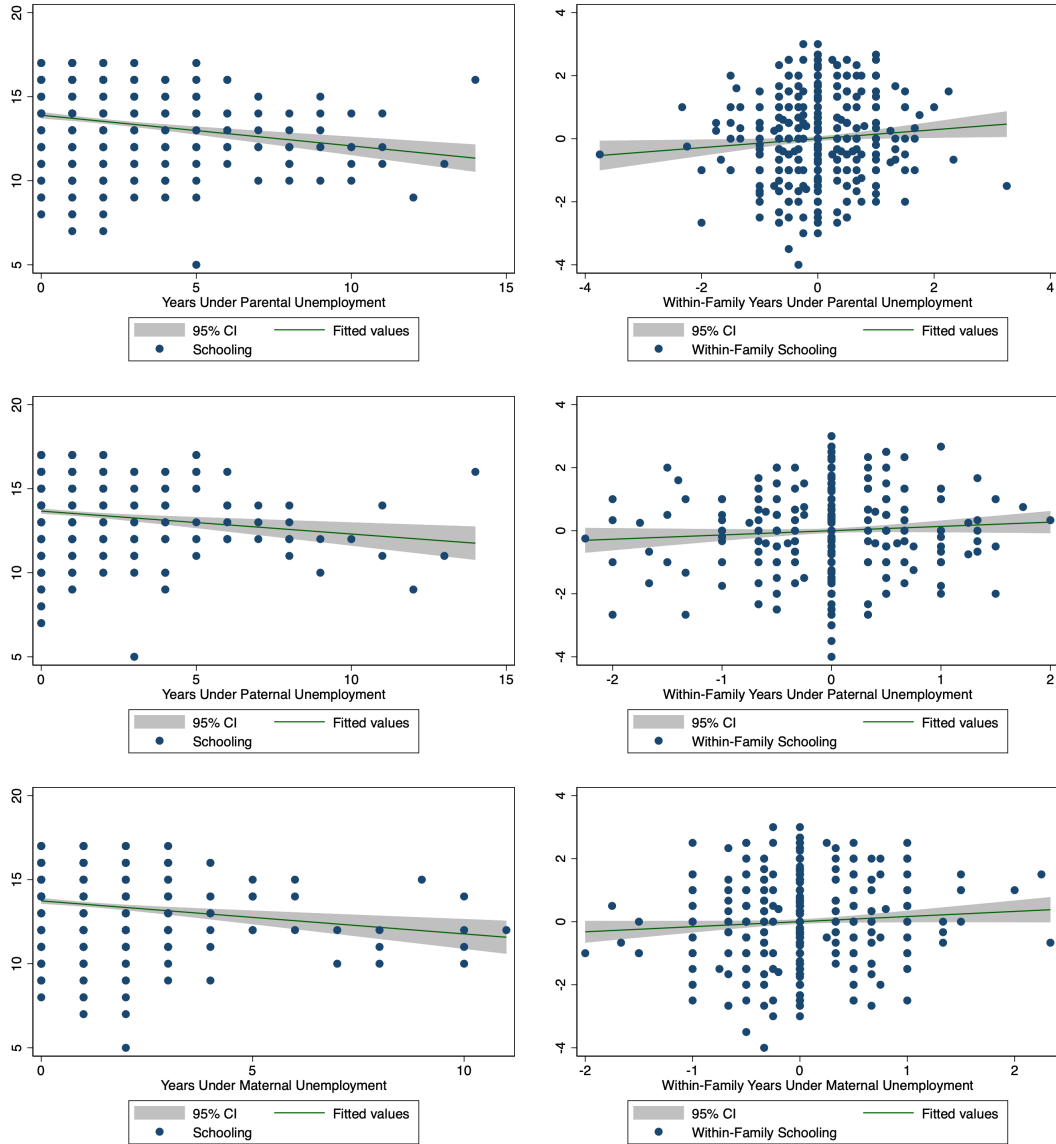 20
15
10
5
0 5 10 15
Years Under Parental Unemployment
95% CI Fitted values
Schooling
4
2
0
-2
-4
-4 -2 0 2 4
Within-Family Years Under Parental Unemployment
95% CI Fitted values
Within-Family Schooling
20
15
10
5
0 5 10 15
Years Under Paternal Unemployment
95% CI Fitted values
Schooling
4
2
0
-2
-4
-2 -1 0 1 2
Within-Family Years Under Paternal Unemployment
95% CI Fitted values
Within-Family Schooling
20
15
10
5
0 5 10
Years Under Maternal Unemployment
95% CI Fitted values
Schooling
4
2
0
-2
-4
-2 -1 0 1 2
Within-Family Years Under Maternal Unemployment
95% CI Fitted values
Within-Family Schooling